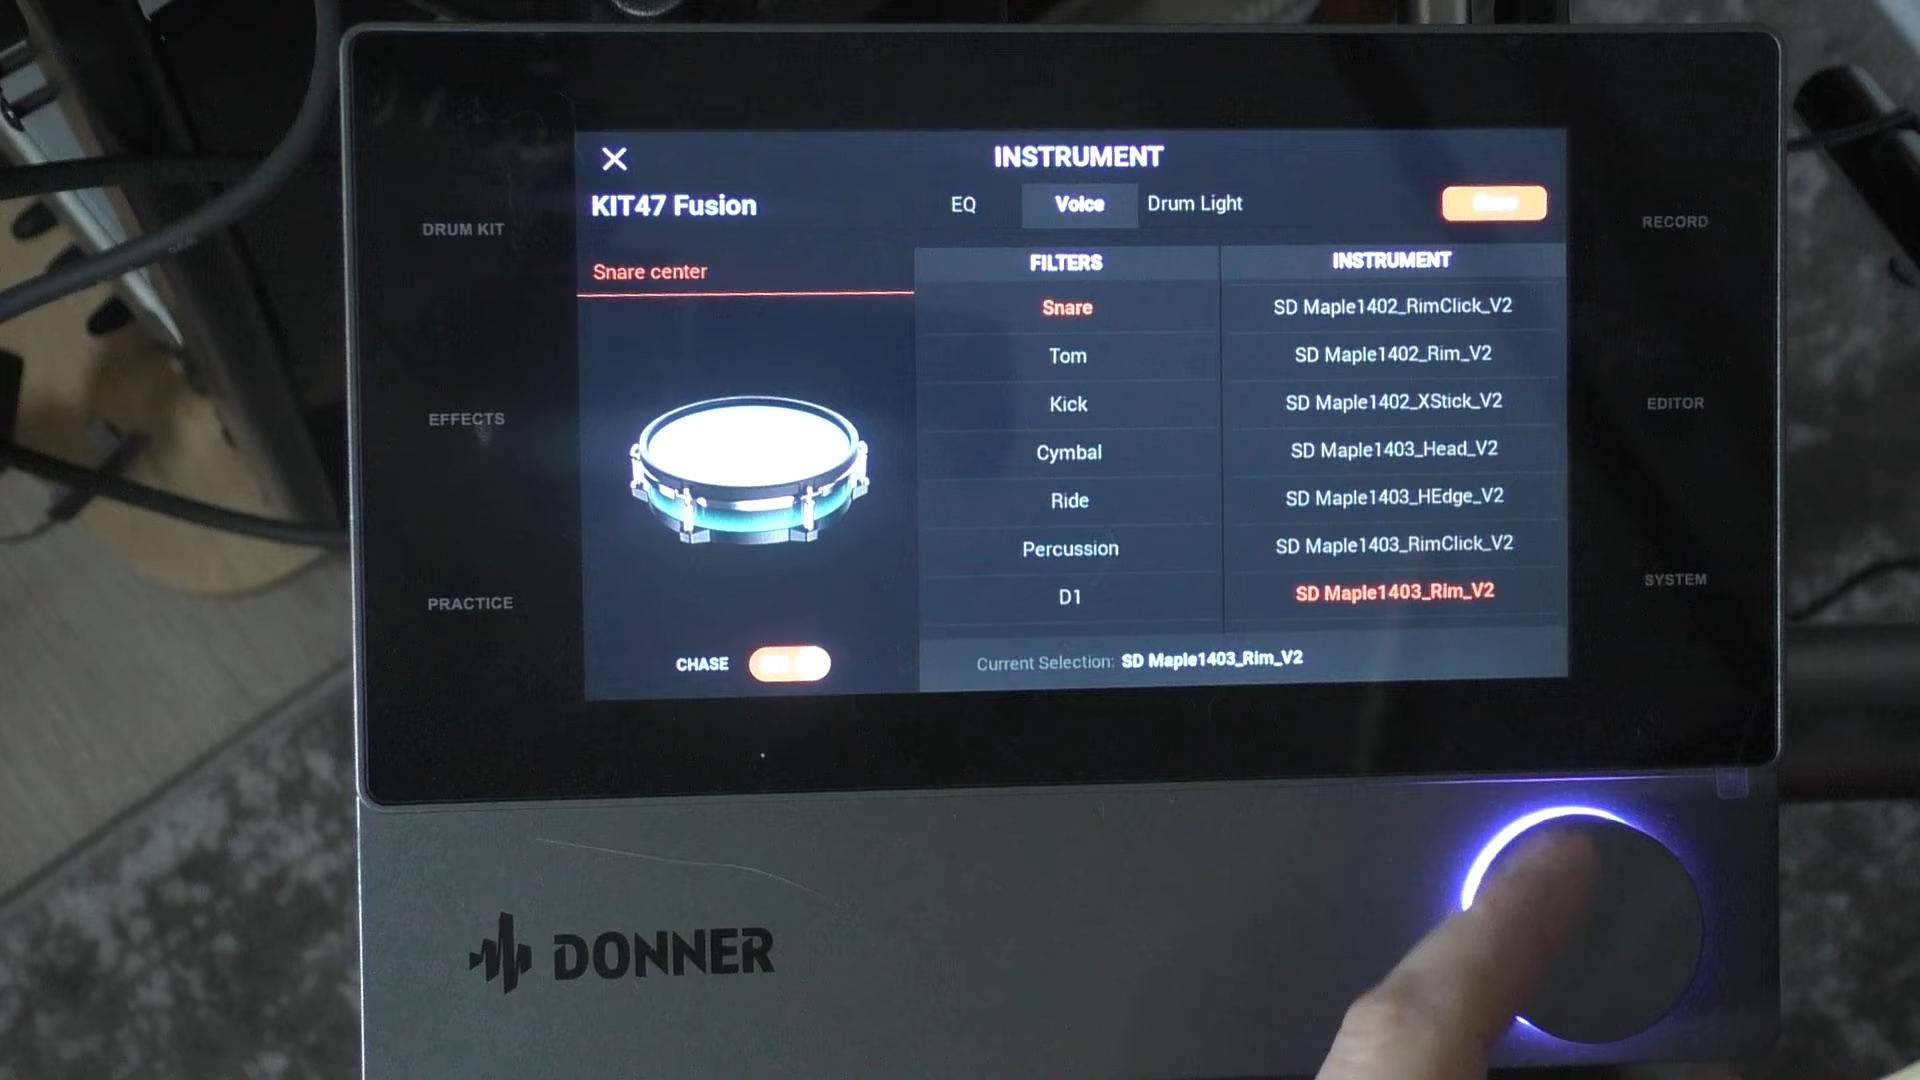 INSTRUMENT
KIT47 Fusion
EQ
Voice
Drum Light
Snare center
FILTERS
Snare
Tom
Kick
Cymbal
Ride
Percussion
D1
INSTRUMENT
SD Maple1402_RimClick_V2
SD Maple1402_Rim_V2
SD Maple1402_XStick_V2
SD Maple1403_Head_V2
SD Maple1403_HEdge_V2
SD Maple1403_RimClick_V2
SD Maple1403_Rim_V2
CHASE
Current Selection: SD Maple1403_Rim_V2
DRUM KIT
EFFECTS
PRACTICE
RECORD
EDITOR
SYSTEM
DONNER